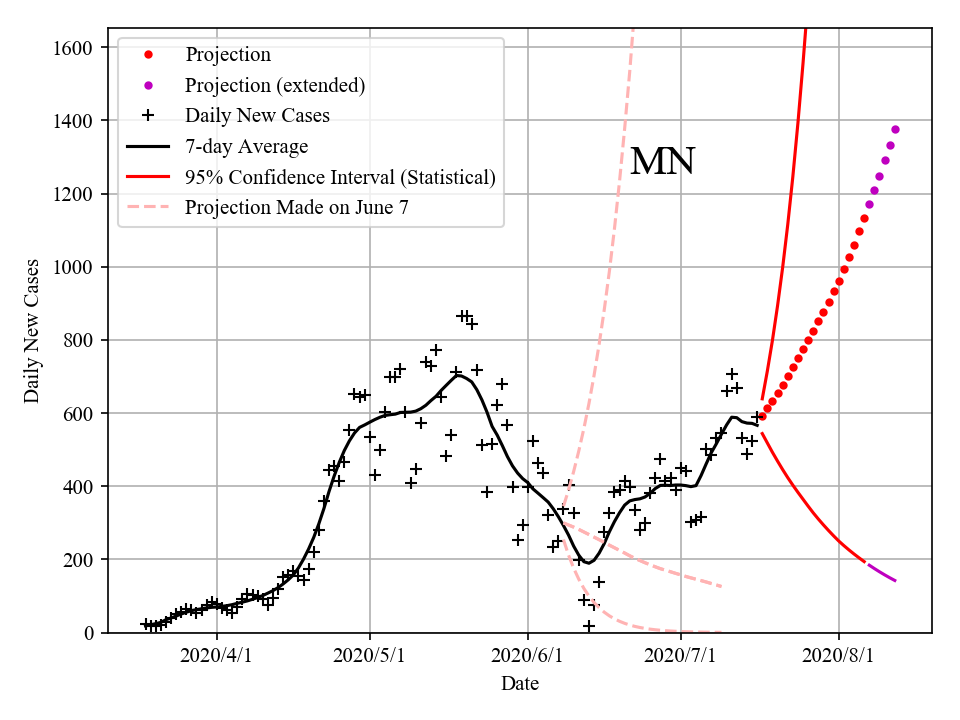 1600
1400
1200
1000
800
600
400
200
0
Daily New Cases
Projection
Projection (extended)
Daily New Cases
7-day Average
95% Confidence Interval (Statistical)
Projection Made on June 7
MN
2020/4/1 2020/5/1 2020/6/1 2020/7/1 2020/8/1
Date